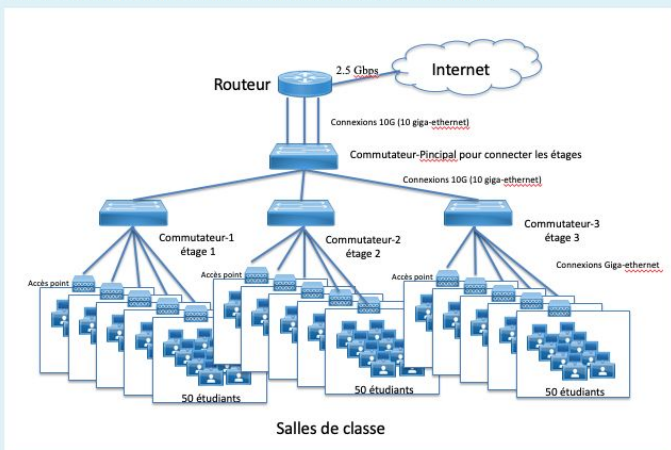 2.5 Gbps
Internet
Routeur
Connexions 10G (10 giga-ethernet)
Commutateur-Pincipal pour connecter les étages
Connexions 10G (10 giga-ethernet)
Commutateur-1
étage 1
Commutateur-2
étage 2
Commutateur-3
étage 3
Connexions Giga-ethernet
Accès point
Accès point
Accès point
50 étudiants
50 étudiants
50 étudiants
Salles de classe